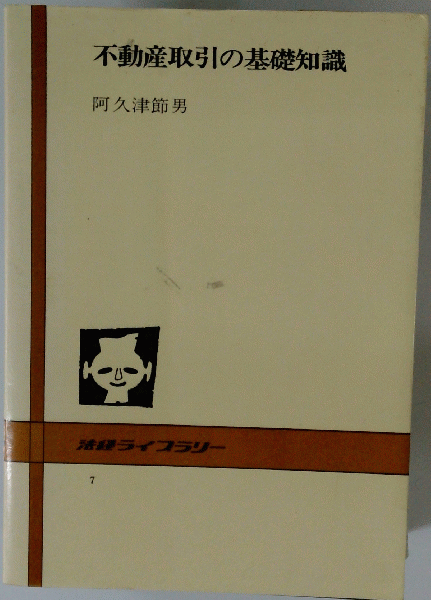 不動産取引の基礎知識
阿久津節男
法経ライブラリー
7